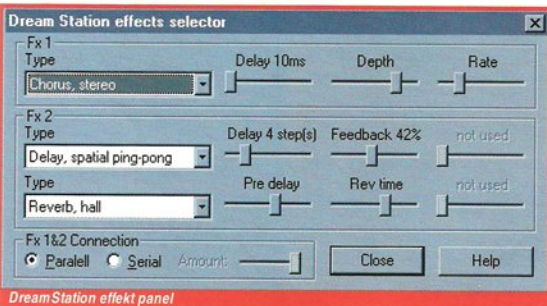 Dream Station effects selector
Fx 1
Type Delay 10ms Depth Rate
Chorus, stereo
Fx 2
Type Delay 4 step(s) Feedback 42% not used
Delay, spatial ping-pong
Type Pre delay Rev time not used
Reverb, hall
Fx 1&2 Connection
Paralell Serial Amount: Close Help
DreamStation effekt panel